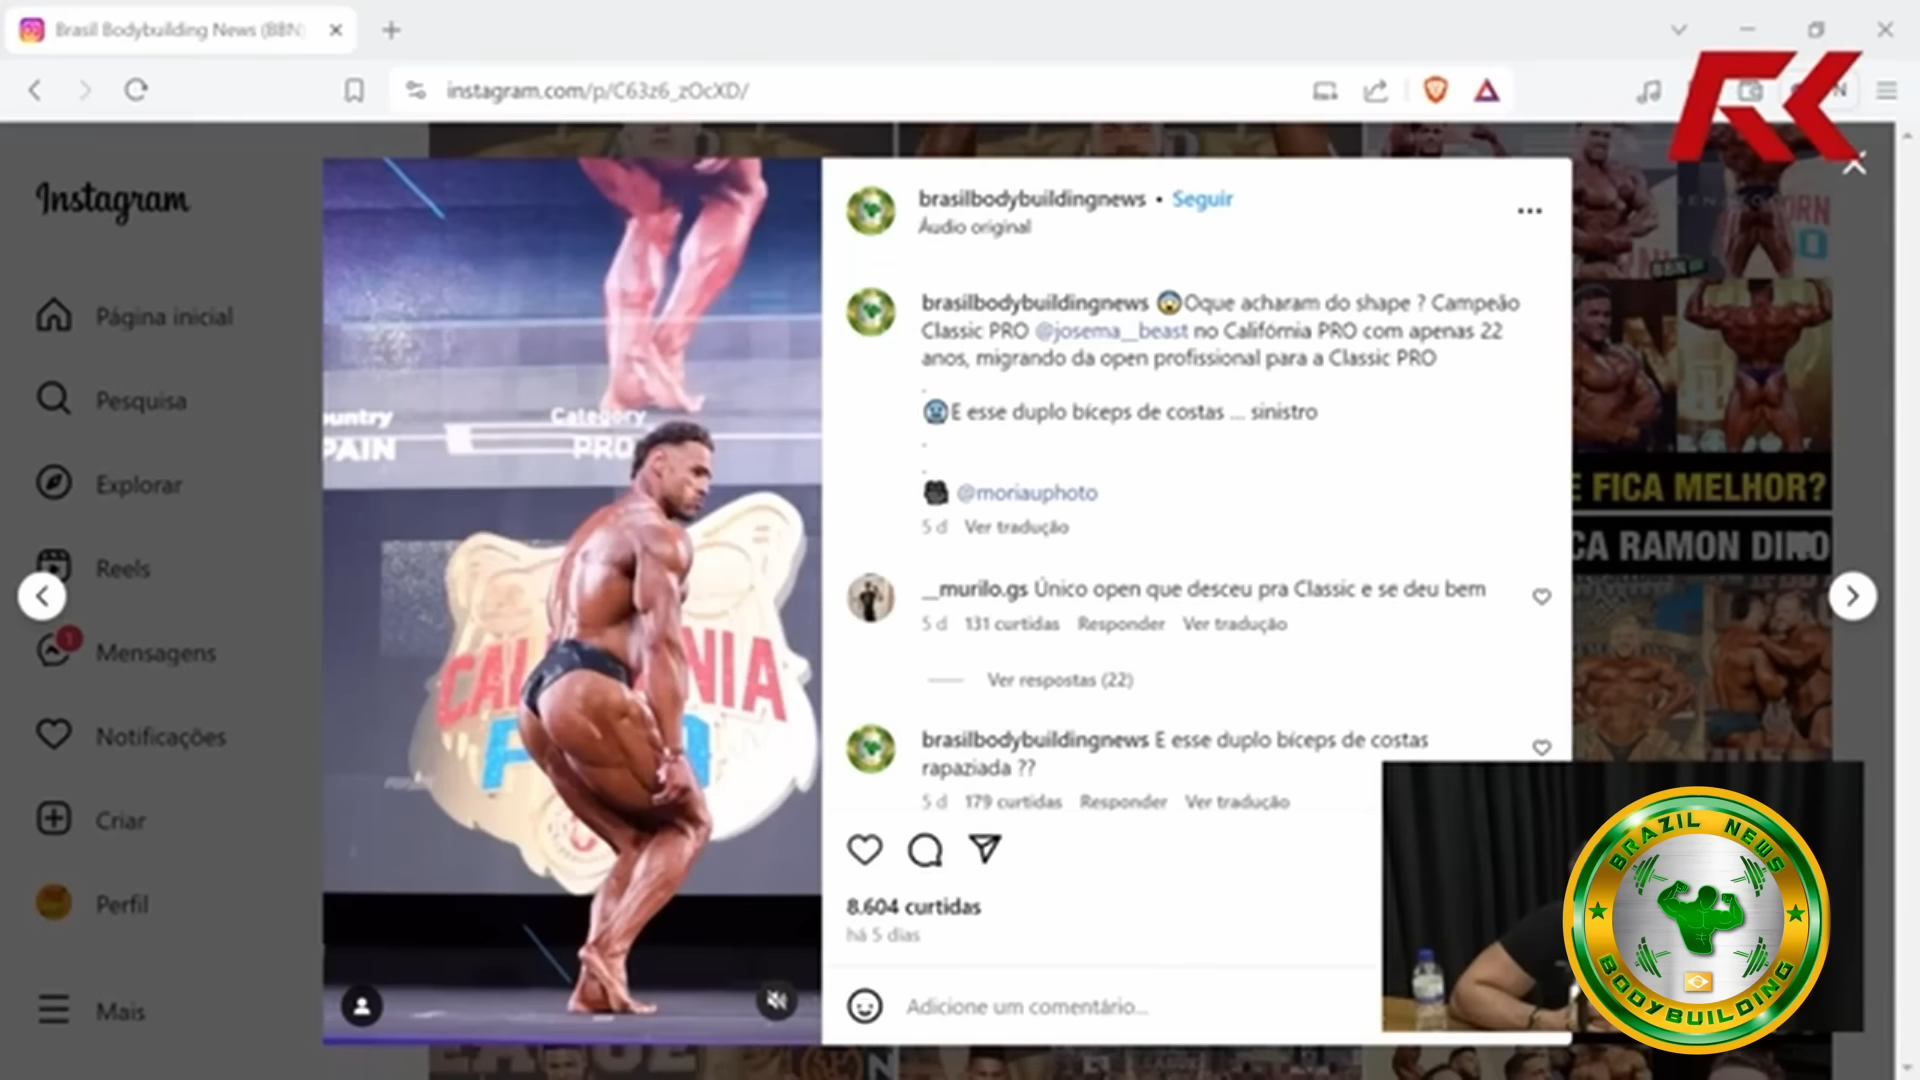 Brasil Bodybuilding News (BBN)
instagram.com/p/C63z6_zOcXD/
RK
N
Instagram
Página inicial
Pesquisa
Explorar
Reels
1
Mensagens
Notificações
Criar
Perfil
Mais
untry
PAIN
Category
PRO
CAL NIA
P
brasilbodybuildingnews • Seguir
Áudio original
brasilbodybuildingnews 😱Oque acharam do shape ? Campeão
Classic PRO @josema__beast no Califórnia PRO com apenas 22
anos, migrando da open profissional para a Classic PRO
.
🥶E esse duplo bíceps de costas ... sinistro
.
.
@moriauphoto
5 d Ver tradução
__murilo.gs Único open que desceu pra Classic e se deu bem
5 d 131 curtidas Responder Ver tradução
Ver respostas (22)
brasilbodybuildingnews E esse duplo bíceps de costas
rapaziada ??
5 d 179 curtidas Responder Ver tradução
8.604 curtidas
há 5 dias
Adicione um comentário...
E FICA MELHOR?
CA RAMON DINO
BRAZIL NEWS
BODYBUILDING